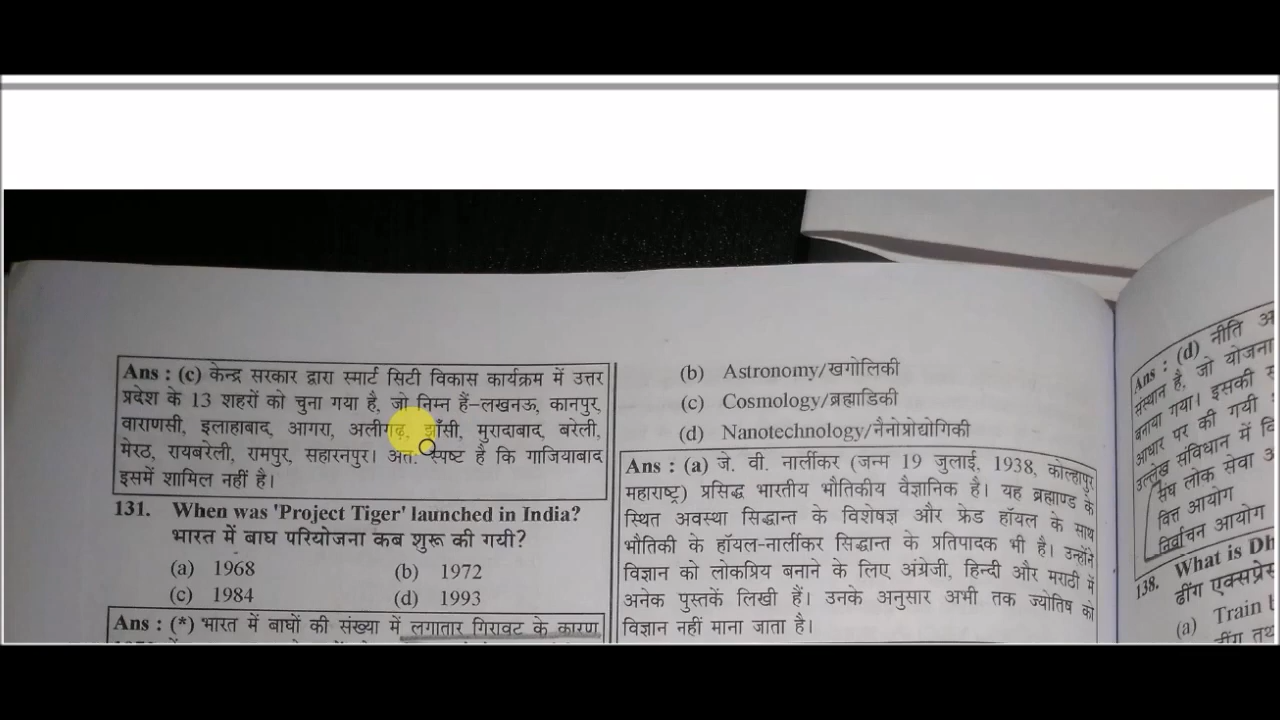 Ans : (c) केन्द्र सरकार द्वारा स्मार्ट सिटी विकास कार्यक्रम में उत्तर
प्रदेश के 13 शहरों को चुना गया है, जो निम्न हैं-लखनऊ, कानपुर,
वाराणसी, इलाहाबाद, आगरा, अलीगढ़, झाँसी, मुरादाबाद, बरेली,
मेरठ, रायबरेली, रामपुर, सहारनपुर। अत: स्पष्ट है कि गाजियाबाद
इसमें शामिल नहीं है।
131. When was 'Project Tiger' launched in India?
भारत में बाघ परियोजना कब शुरू की गयी?
(a) 1968 (b) 1972
(c) 1984 (d) 1993
Ans : (*) भारत में बाघों की संख्या में लगातार गिरावट के कारण
(b) Astronomy/खगोलिकी
(c) Cosmology/ब्रह्माडिकी
(d) Nanotechnology/नैनोप्रोद्योगिकी
Ans : (a) जे. वी. नार्लीकर (जन्म 19 जुलाई, 1938, कोल्हापुर
महाराष्ट्र) प्रसिद्ध भारतीय भौतिकीय वैज्ञानिक है। यह ब्रह्माण्ड के
स्थित अवस्था सिद्धान्त के विशेषज्ञ और फ्रेड हॉयल के साथ
भौतिकी के हॉयल-नार्लीकर सिद्धान्त के प्रतिपादक भी है। उन्होंने
विज्ञान को लोकप्रिय बनाने के लिए अंग्रेजी, हिन्दी और मराठी में
अनेक पुस्तकें लिखी हैं। उनके अनुसार अभी तक ज्योतिष को
विज्ञान नहीं माना जाता है।
Ans : (d) नीति
संस्थान है, जो योजना
बनाया गया। इसकी
आधार पर की गयी
उल्लेख संविधान में
संघ लोक सेवा
वित्त आयोग
निर्वाचन आयोग
138. What is
ढींग एक्सप्रेस
(a) Train
ढींग